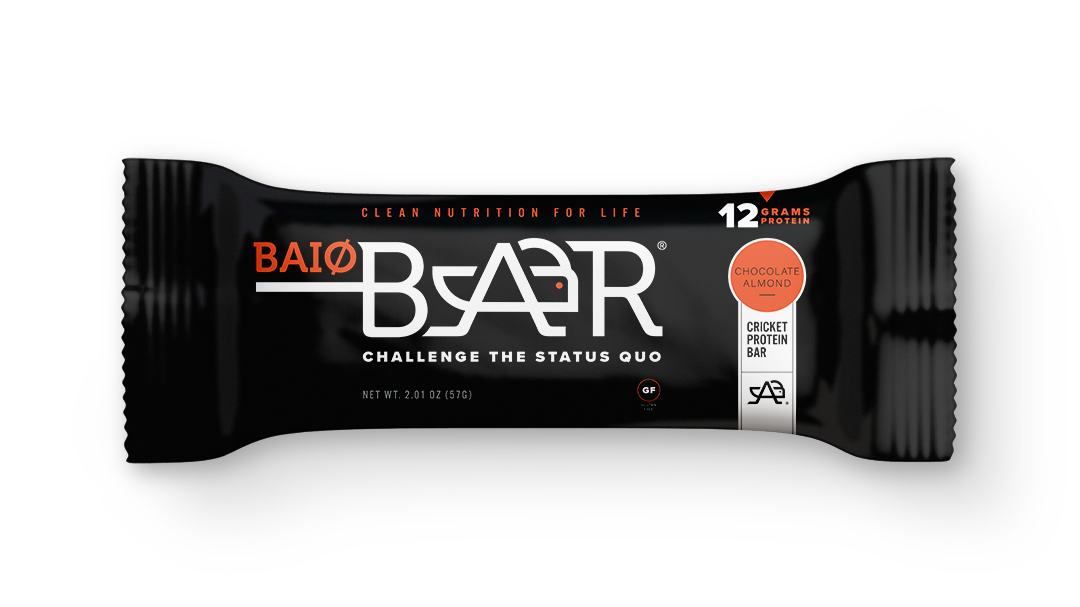 CLEAN NUTRITION FOR LIFE
12 GRAMS
PROTEIN
BAIØ BAR®
CHOCOLATE
ALMOND
CRICKET
PROTEIN
BAR
CHALLENGE THE STATUS QUO
NET WT. 2.01 OZ (57G)
GF